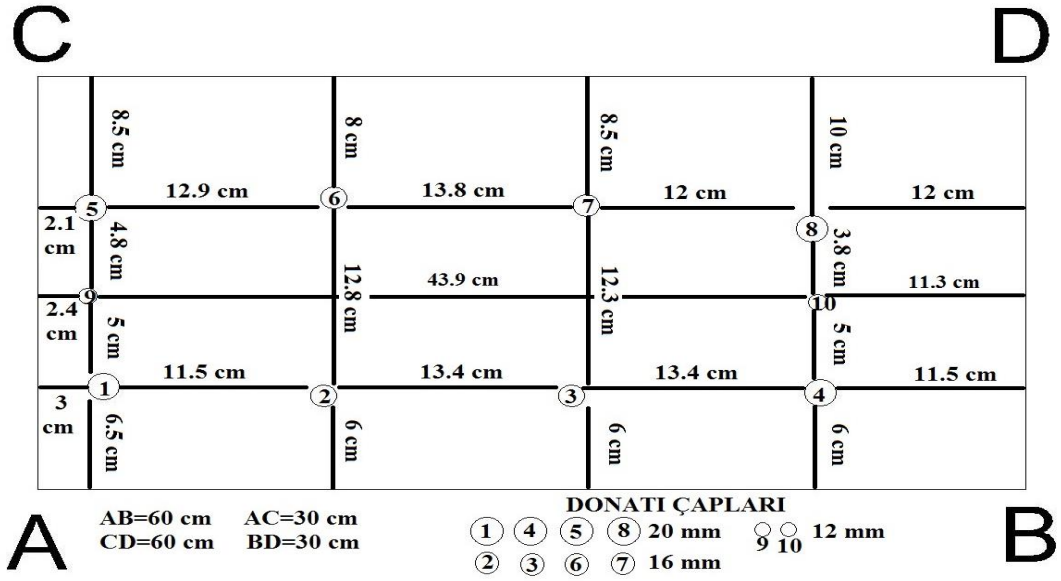 C D
8.5 cm 8 cm 8.5 cm 10 cm
12.9 cm 13.8 cm 12 cm 12 cm
5 6 7 8
2.1 cm
4.8 cm 12.8 cm 12.3 cm 3.8 cm
43.9 cm 11.3 cm
9 10
2.4 cm
5 cm 5 cm
11.5 cm 13.4 cm 13.4 cm 11.5 cm
1 2 3 4
3 cm
6.5 cm 6 cm 6 cm 6 cm
A B
AB=60 cm AC=30 cm
CD=60 cm BD=30 cm
DONATI ÇAPLARI
1 4 5 8 20 mm 9 10 12 mm
2 3 6 7 16 mm